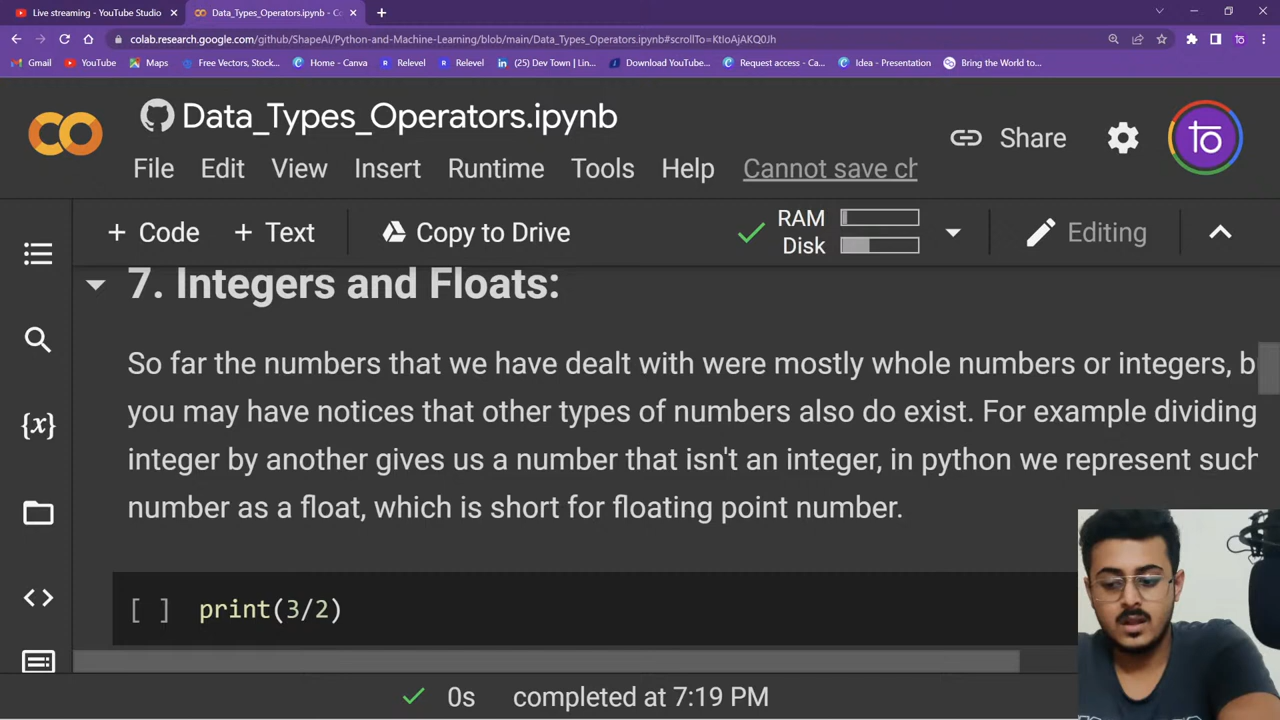 Live streaming - YouTube Studio
Data_Types_Operators.ipynb - Co
colab.research.google.com/github/ShapeAI/Python-and-Machine-Learning/blob/main/Data_Types_Operators.ipynb#scrollTo=KtIoAjAKQ0Jh
Gmail YouTube Maps Free Vectors, Stock... Home - Canva Relevel Relevel (25) Dev Town | Lin... Download YouTube... Request access - Ca... Idea - Presentation Bring the World to...
Data_Types_Operators.ipynb
Share
File Edit View Insert Runtime Tools Help Cannot save ch
+ Code + Text Copy to Drive RAM Disk Editing
7. Integers and Floats:
So far the numbers that we have dealt with were mostly whole numbers or integers, b
you may have notices that other types of numbers also do exist. For example dividing
integer by another gives us a number that isn't an integer, in python we represent such
number as a float, which is short for floating point number.
[ ] print(3/2)
0s completed at 7:19 PM